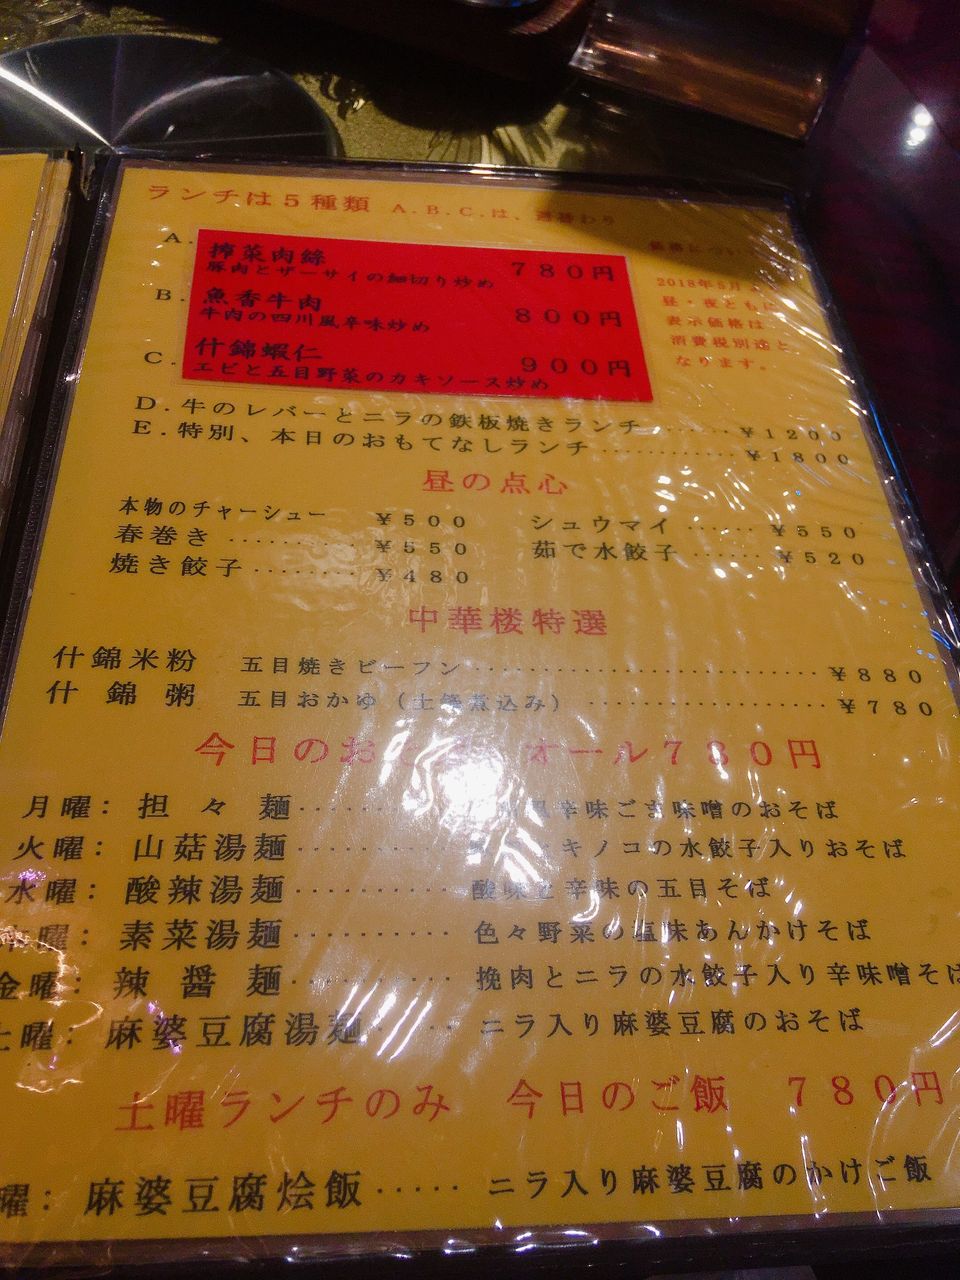 ランチは５種類 A.B.C.は、週替わり
A. 搾菜肉絲 780円
豚肉とザーサイの細切り炒め
B. 魚香牛肉 800円
牛肉の四川風辛味炒め
C. 什錦蝦仁 900円
エビと五目野菜のカキソース炒め
価格に
2018年5月
昼・夜ともに
表示価格は
消費税別途と
なります。
D.牛のレバーとニラの鉄板焼きランチ ······ ¥1200
E.特別、本日のおもてなしランチ ············ ¥1800
昼の点心
本物のチャーシュー ¥500
春巻き ·········· ¥550
焼き餃子 ········ ¥480
シュウマイ ······ ¥550
茹で水餃子 ······ ¥520
中華楼特選
什錦米粉 五目焼きビーフン ························ ¥880
什錦粥 五目おかゆ（土鍋煮込み） ·················· ¥780
今日のお オール780円
月曜： 担々麺 ········· 辛味ごま味噌のおそば
火曜： 山菇湯麺 ·········· キノコの水餃子入りおそば
水曜： 酸辣湯麺 ·········· 酸味と辛味の五目そば
曜： 素菜湯麺 ·········· 色々野菜の塩味あんかけそば
金曜： 辣醤麺 ·········· 挽肉とニラの水餃子入り辛味噌そば
土曜： 麻婆豆腐湯麺 ····· ニラ入り麻婆豆腐のおそば
土曜ランチのみ 今日のご飯 780円
曜： 麻婆豆腐烩飯 ····· ニラ入り麻婆豆腐のかけご飯